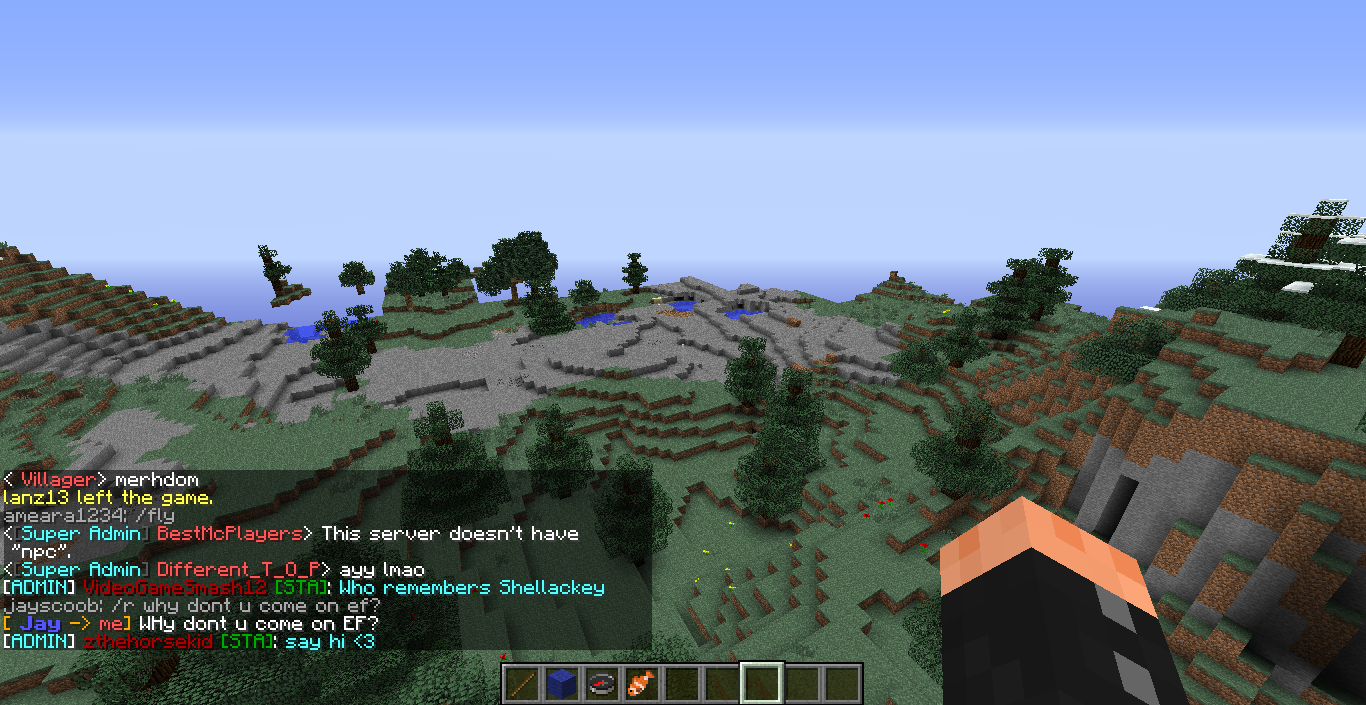 < Villager> merhdom
lanz13 left the game.
ameara1234: /fly
<[Super Admin] BestMcPlayers> This server doesn't have
"npc".
<[Super Admin] Different_T_O_P> ayy lmao
[ADMIN] VideoGameSmash12 [STA]: Who remembers Shellackey
jayscoob: /r why dont u come on ef?
[ Jay -> me] WHy dont u come on EF?
[ADMIN] zthehorsekid [STA]: say hi <3